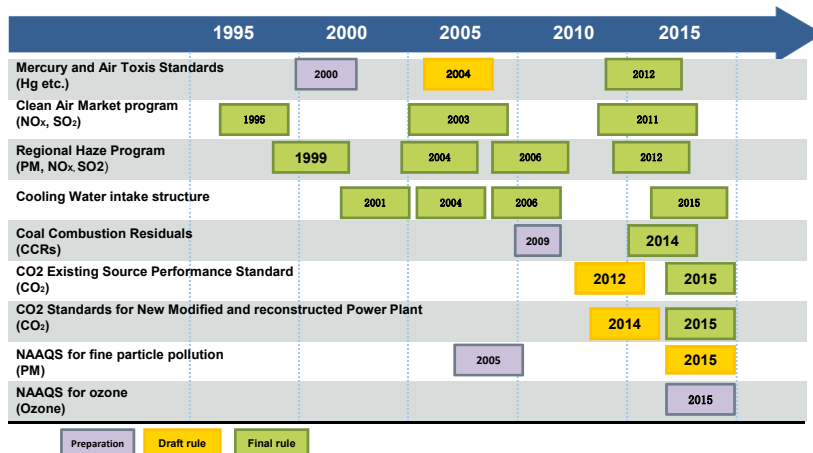 1995 2000 2005 2010 2015
Mercury and Air Toxis Standards
(Hg etc.)
2000 2004 2012
Clean Air Market program
(NOx, SO₂)
1995 2003 2011
Regional Haze Program
(PM, NOx, SO2)
1999 2004 2006 2012
Cooling Water intake structure
2001 2004 2006 2015
Coal Combustion Residuals
(CCRs)
2009 2014
CO2 Existing Source Performance Standard
(CO₂)
2012 2015
CO2 Standards for New Modified and reconstructed Power Plant
(CO₂)
2014 2015
NAAQS for fine particle pollution
(PM)
2005 2015
NAAQS for ozone
(Ozone)
2015
Preparation Draft rule Final rule